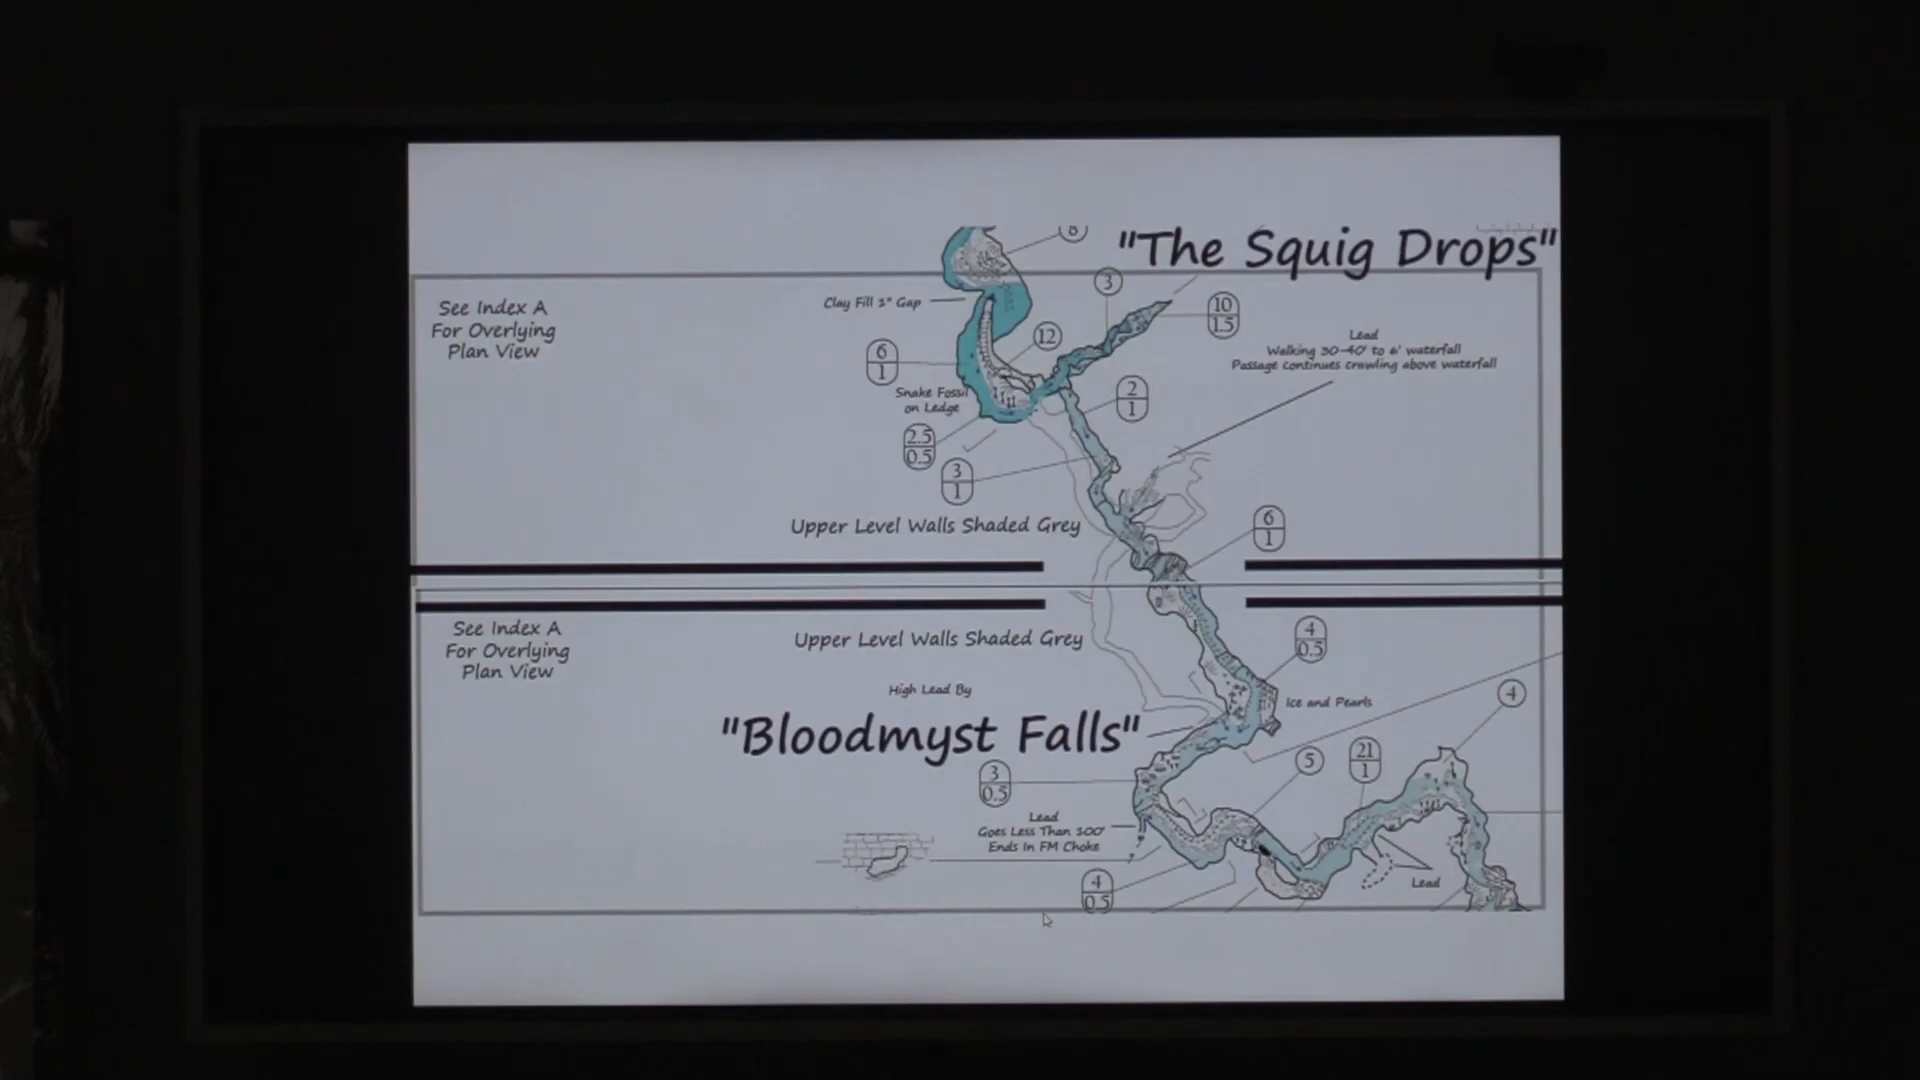 8
"The Squig Drops"
See Index A
For Overlying
Plan View
Clay Fill 1" Gap
3
10
1.5
12
Lead
Walking 30-40' to 6' waterfall
Passage continues crawling above waterfall
6
1
Snake Fossil
on Ledge
2
1
2.5
0.5
3
1
Upper Level Walls Shaded Grey
6
1
See Index A
For Overlying
Plan View
Upper Level Walls Shaded Grey
4
0.5
High Lead By
"Bloodmyst Falls"
Ice and Pearls
4
3
0.5
5
21
1
Lead
Goes Less Than 100'
Ends In FM Choke
4
0.5
Lead